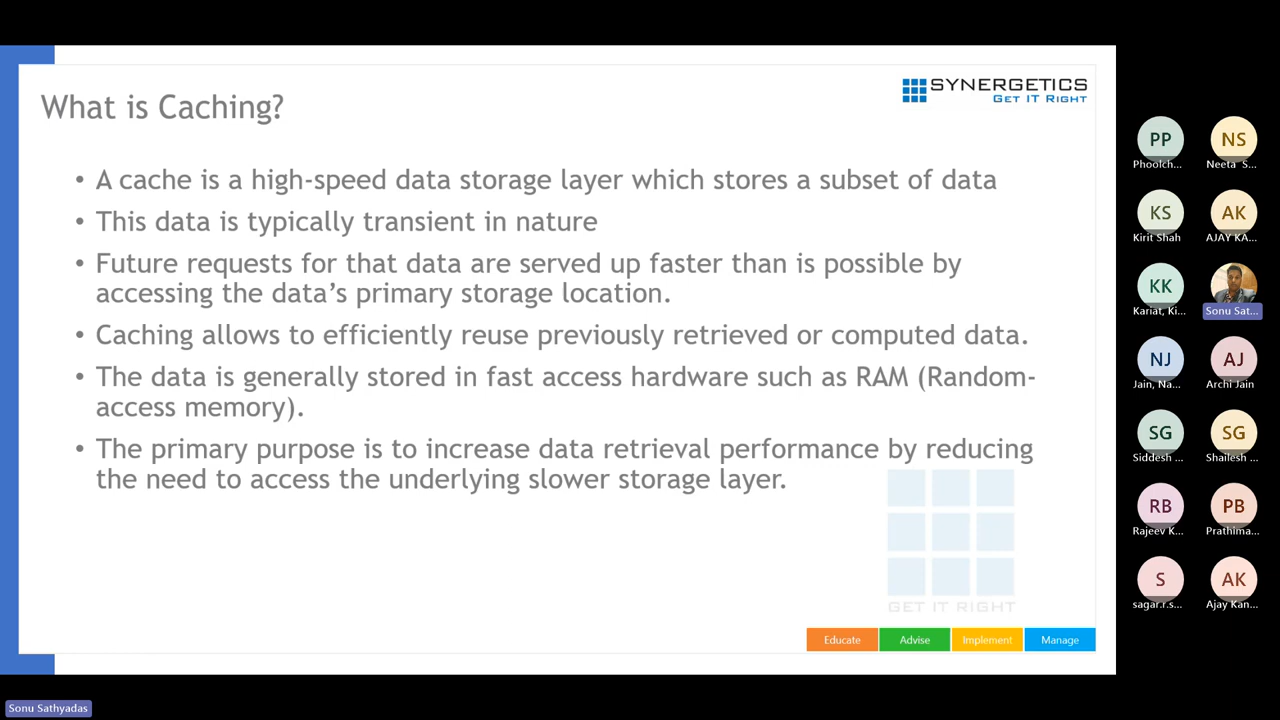 SYNERGETICS
GET IT RIGHT
What is Caching?
• A cache is a high-speed data storage layer which stores a subset of data
• This data is typically transient in nature
• Future requests for that data are served up faster than is possible by
accessing the data's primary storage location.
• Caching allows to efficiently reuse previously retrieved or computed data.
• The data is generally stored in fast access hardware such as RAM (Random-
access memory).
• The primary purpose is to increase data retrieval performance by reducing
the need to access the underlying slower storage layer.
GET IT RIGHT
Educate Advise Implement Manage
PP NS
Phoolch... Neeta S...
KS AK
Kirit Shah AJAY KA...
KK
Kariat, Ki... Sonu Sat...
NJ AJ
Jain, Na... Archi Jain
SG SG
Siddesh ... Shailesh ...
RB PB
Rajeev K... Prathima...
S AK
sagar.r.s... Ajay Kan...
Sonu Sathyadas